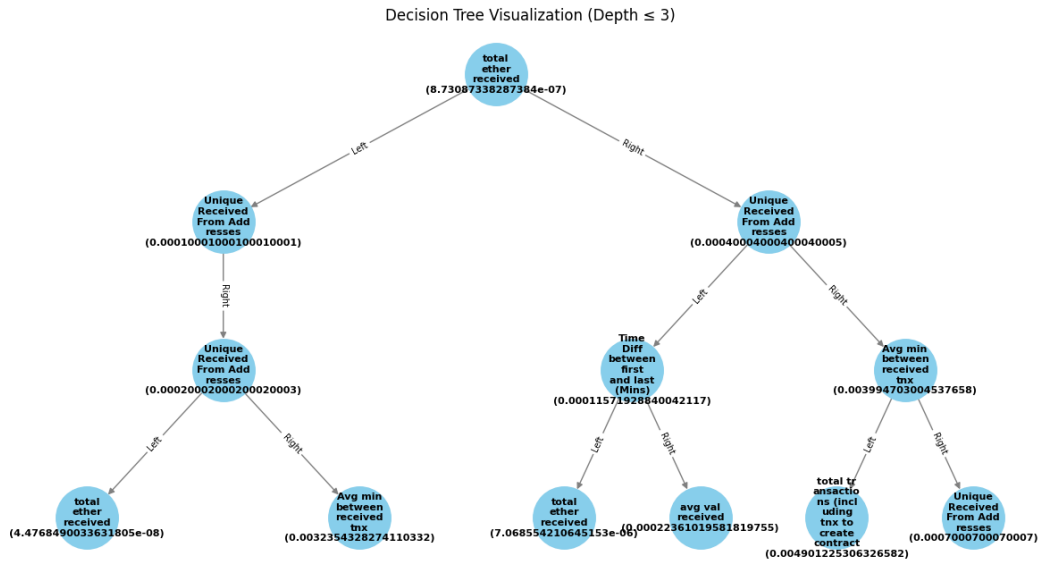 Decision Tree Visualization (Depth ≤ 3)
total
ether
received
(8.73087338287384e-07)
Left
Right
Unique
Received
From Add
resses
(0.00010001000100010001)
Unique
Received
From Add
resses
(0.00040004000400040005)
Right
Left
Right
Unique
Received
From Add
resses
(0.00020002000200020003)
Time
Diff
between
first
and last
(Mins)
(0.00011571928840042117)
Avg min
between
received
tnx
(0.003994703004537658)
Left
Right
Left
Right
Left
Right
total
ether
received
(4.4768490033631805e-08)
Avg min
between
received
tnx
(0.0032354328274110332)
total
ether
received
(7.068554210645153e-06)
avg val
received
(0.00022361019581819755)
total tr
ansactio
ns (incl
uding
tnx to
create
contract
(0.004901225306326582)
Unique
Received
From Add
resses
(0.0007000700070007)